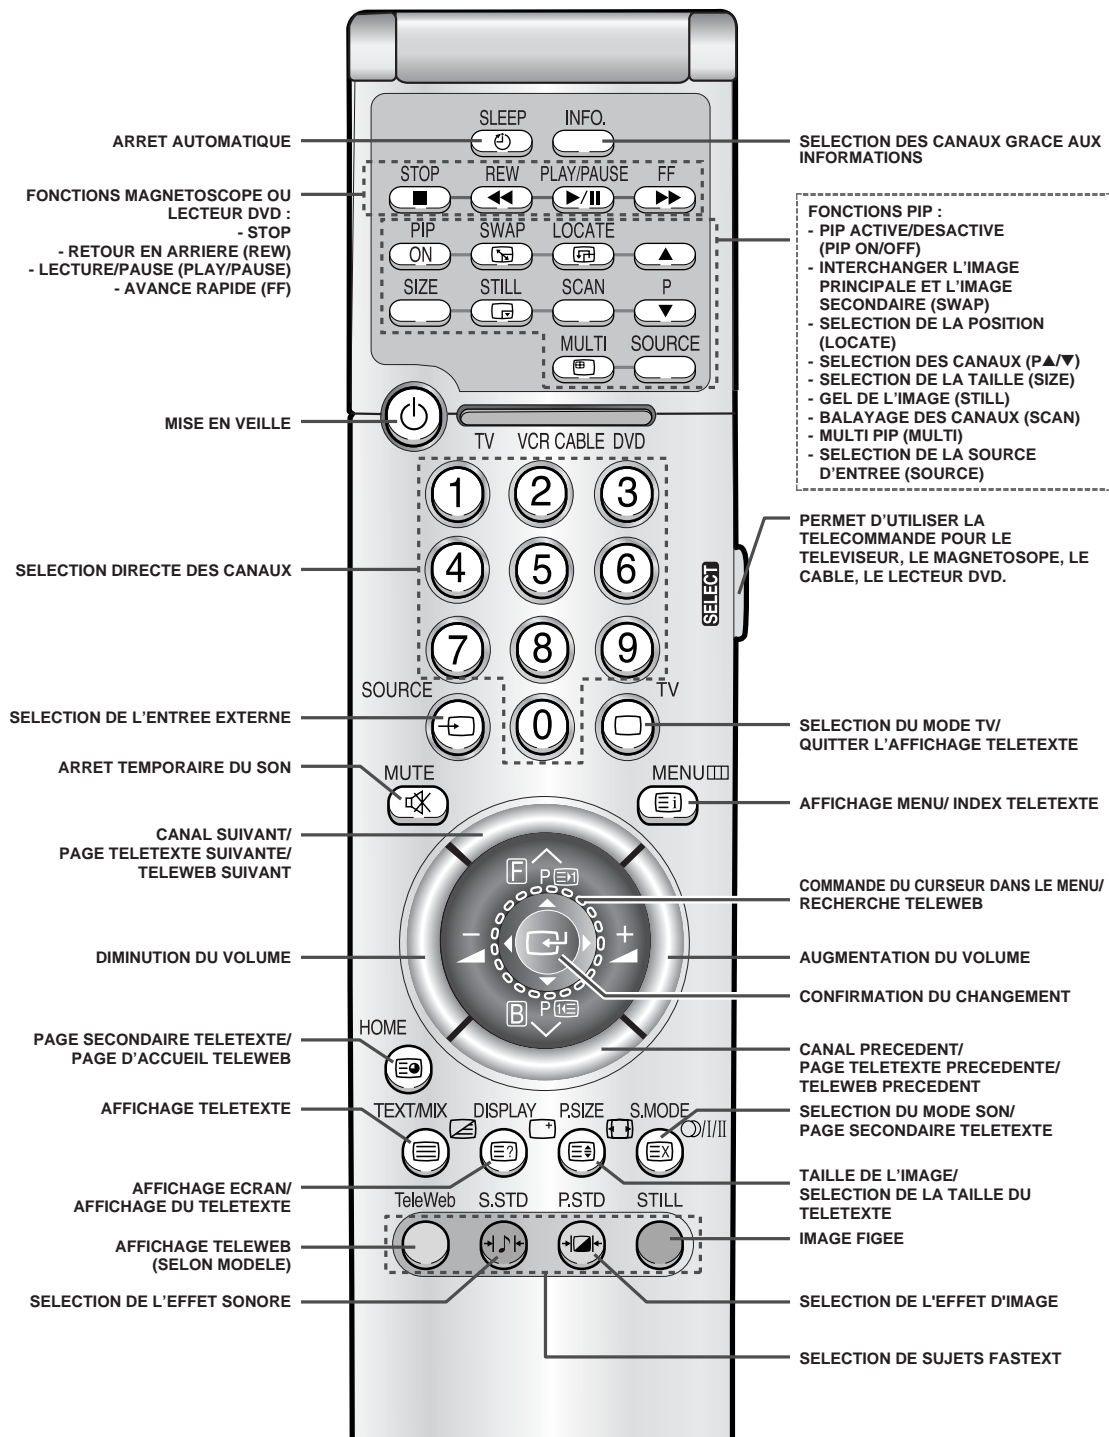 SLEEP INFO.
ARRET AUTOMATIQUE
SELECTION DES CANAUX GRACE AUX
INFORMATIONS
STOP REW PLAY/PAUSE FF
FONCTIONS MAGNETOSCOPE OU
LECTEUR DVD :
- STOP
- RETOUR EN ARRIERE (REW)
- LECTURE/PAUSE (PLAY/PAUSE)
- AVANCE RAPIDE (FF)
PIP SWAP LOCATE
ON
SIZE STILL SCAN P
MULTI SOURCE
FONCTIONS PIP :
- PIP ACTIVE/DESACTIVE
(PIP ON/OFF)
- INTERCHANGER L'IMAGE
PRINCIPALE ET L'IMAGE
SECONDAIRE (SWAP)
- SELECTION DE LA POSITION
(LOCATE)
- SELECTION DES CANAUX (P▲/▼)
- SELECTION DE LA TAILLE (SIZE)
- GEL DE L'IMAGE (STILL)
- BALAYAGE DES CANAUX (SCAN)
- MULTI PIP (MULTI)
- SELECTION DE LA SOURCE
D'ENTREE (SOURCE)
MISE EN VEILLE
TV VCR CABLE DVD
1 2 3
PERMET D'UTILISER LA
TELECOMMANDE POUR LE
TELEVISEUR, LE MAGNETOSOPE, LE
CABLE, LE LECTEUR DVD.
SELECTION DIRECTE DES CANAUX
4 5 6
SELECT
7 8 9
SOURCE TV
0
SELECTION DE L'ENTREE EXTERNE
SELECTION DU MODE TV/
QUITTER L'AFFICHAGE TELETEXTE
ARRET TEMPORAIRE DU SON
MUTE MENU
i
AFFICHAGE MENU/ INDEX TELETEXTE
CANAL SUIVANT/
PAGE TELETEXTE SUIVANTE/
TELEWEB SUIVANT
F P
COMMANDE DU CURSEUR DANS LE MENU/
RECHERCHE TELEWEB
- +
DIMINUTION DU VOLUME
AUGMENTATION DU VOLUME
CONFIRMATION DU CHANGEMENT
B P
HOME
PAGE SECONDAIRE TELETEXTE/
PAGE D'ACCUEIL TELEWEB
CANAL PRECEDENT/
PAGE TELETEXTE PRECEDENTE/
TELEWEB PRECEDENT
AFFICHAGE TELETEXTE
TEXT/MIX DISPLAY P.SIZE S.MODE
I/II
? X
SELECTION DU MODE SON/
PAGE SECONDAIRE TELETEXTE
AFFICHAGE ECRAN/
AFFICHAGE DU TELETEXTE
TAILLE DE L'IMAGE/
SELECTION DE LA TAILLE DU
TELETEXTE
TeleWeb S.STD P.STD STILL
AFFICHAGE TELEWEB
(SELON MODELE)
IMAGE FIGEE
SELECTION DE L'EFFET SONORE
SELECTION DE L'EFFET D'IMAGE
SELECTION DE SUJETS FASTEXT